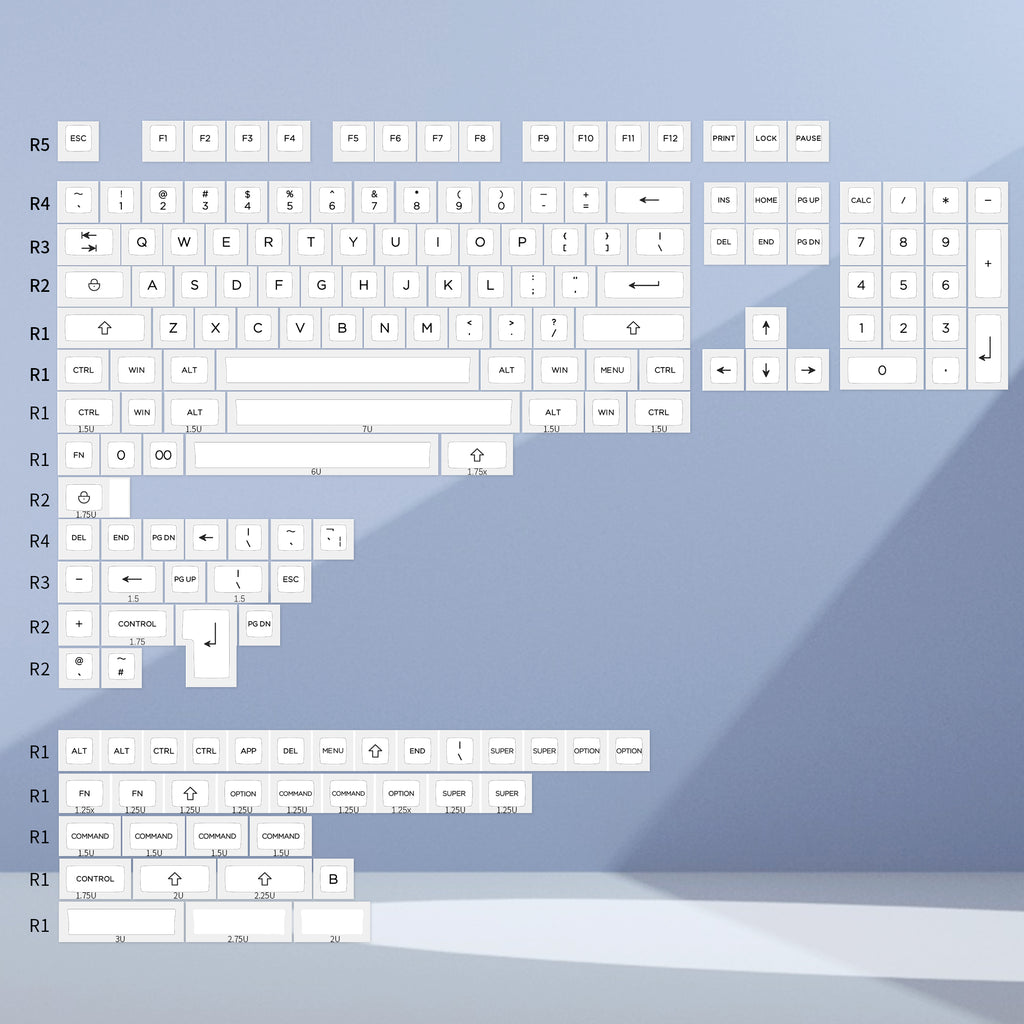 R5 ESC F1 F2 F3 F4 F5 F6 F7 F8 F9 F10 F11 F12 PRINT LOCK PAUSE
~ ! @ # $ % ^ & * ( ) — +
R4 ` 1 2 3 4 5 6 7 8 9 0 - = ← INS HOME PG UP CALC / * −
R3 ⇤ ⇥ Q W E R T Y U I O P { [ } ] | \ DEL END PG DN 7 8 9 +
R2 A S D F G H J K L : ; " ' ↵ 4 5 6
R1 ⇧ Z X C V B N M < , > . ? / ⇧ ↑ 1 2 3 ↵
R1 CTRL WIN ALT ALT WIN MENU CTRL ← ↓ → 0 .
R1 CTRL WIN ALT ALT WIN CTRL
1.5U 1.5U 7U 1.5U 1.5U
R1 FN 0 00 ⇧
6U 1.75x
R2
1.75U
R4 DEL END PG DN ← | \ ~ ` ¬ ` ¦
R3 − ← PG UP | \ ESC
1.5 1.5
R2 + CONTROL ↵ PG DN
1.75
R2 @ ' ~ #
R1 ALT ALT CTRL CTRL APP DEL MENU ⇧ END | \ SUPER SUPER OPTION OPTION
R1 FN FN ⇧ OPTION COMMAND COMMAND OPTION SUPER SUPER
1.25x 1.25U 1.25U 1.25U 1.25U 1.25U 1.25x 1.25U 1.25U
R1 COMMAND COMMAND COMMAND COMMAND
1.5U 1.5U 1.5U 1.5U
R1 CONTROL ⇧ ⇧ B
1.75U 2U 2.25U
R1
3U 2.75U 2U